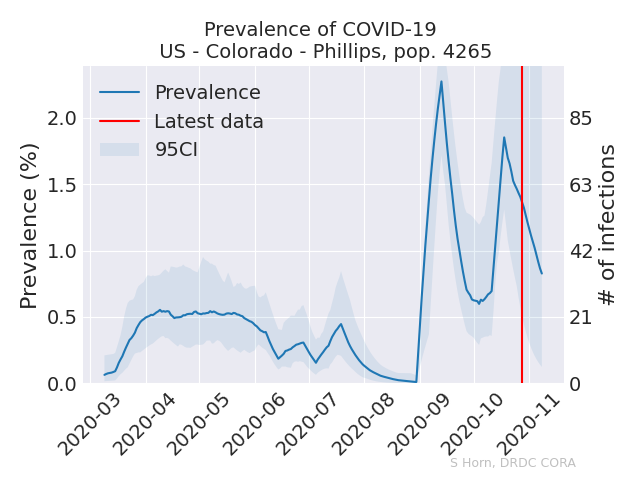 Prevalence of COVID-19
US - Colorado - Phillips, pop. 4265
Prevalence
Latest data
95CI
Prevalence (%)
2.0
1.5
1.0
0.5
0.0
85
63
42
21
0
# of infections
2020-03
2020-04
2020-05
2020-06
2020-07
2020-08
2020-09
2020-10
2020-11
S Horn, DRDC CORA